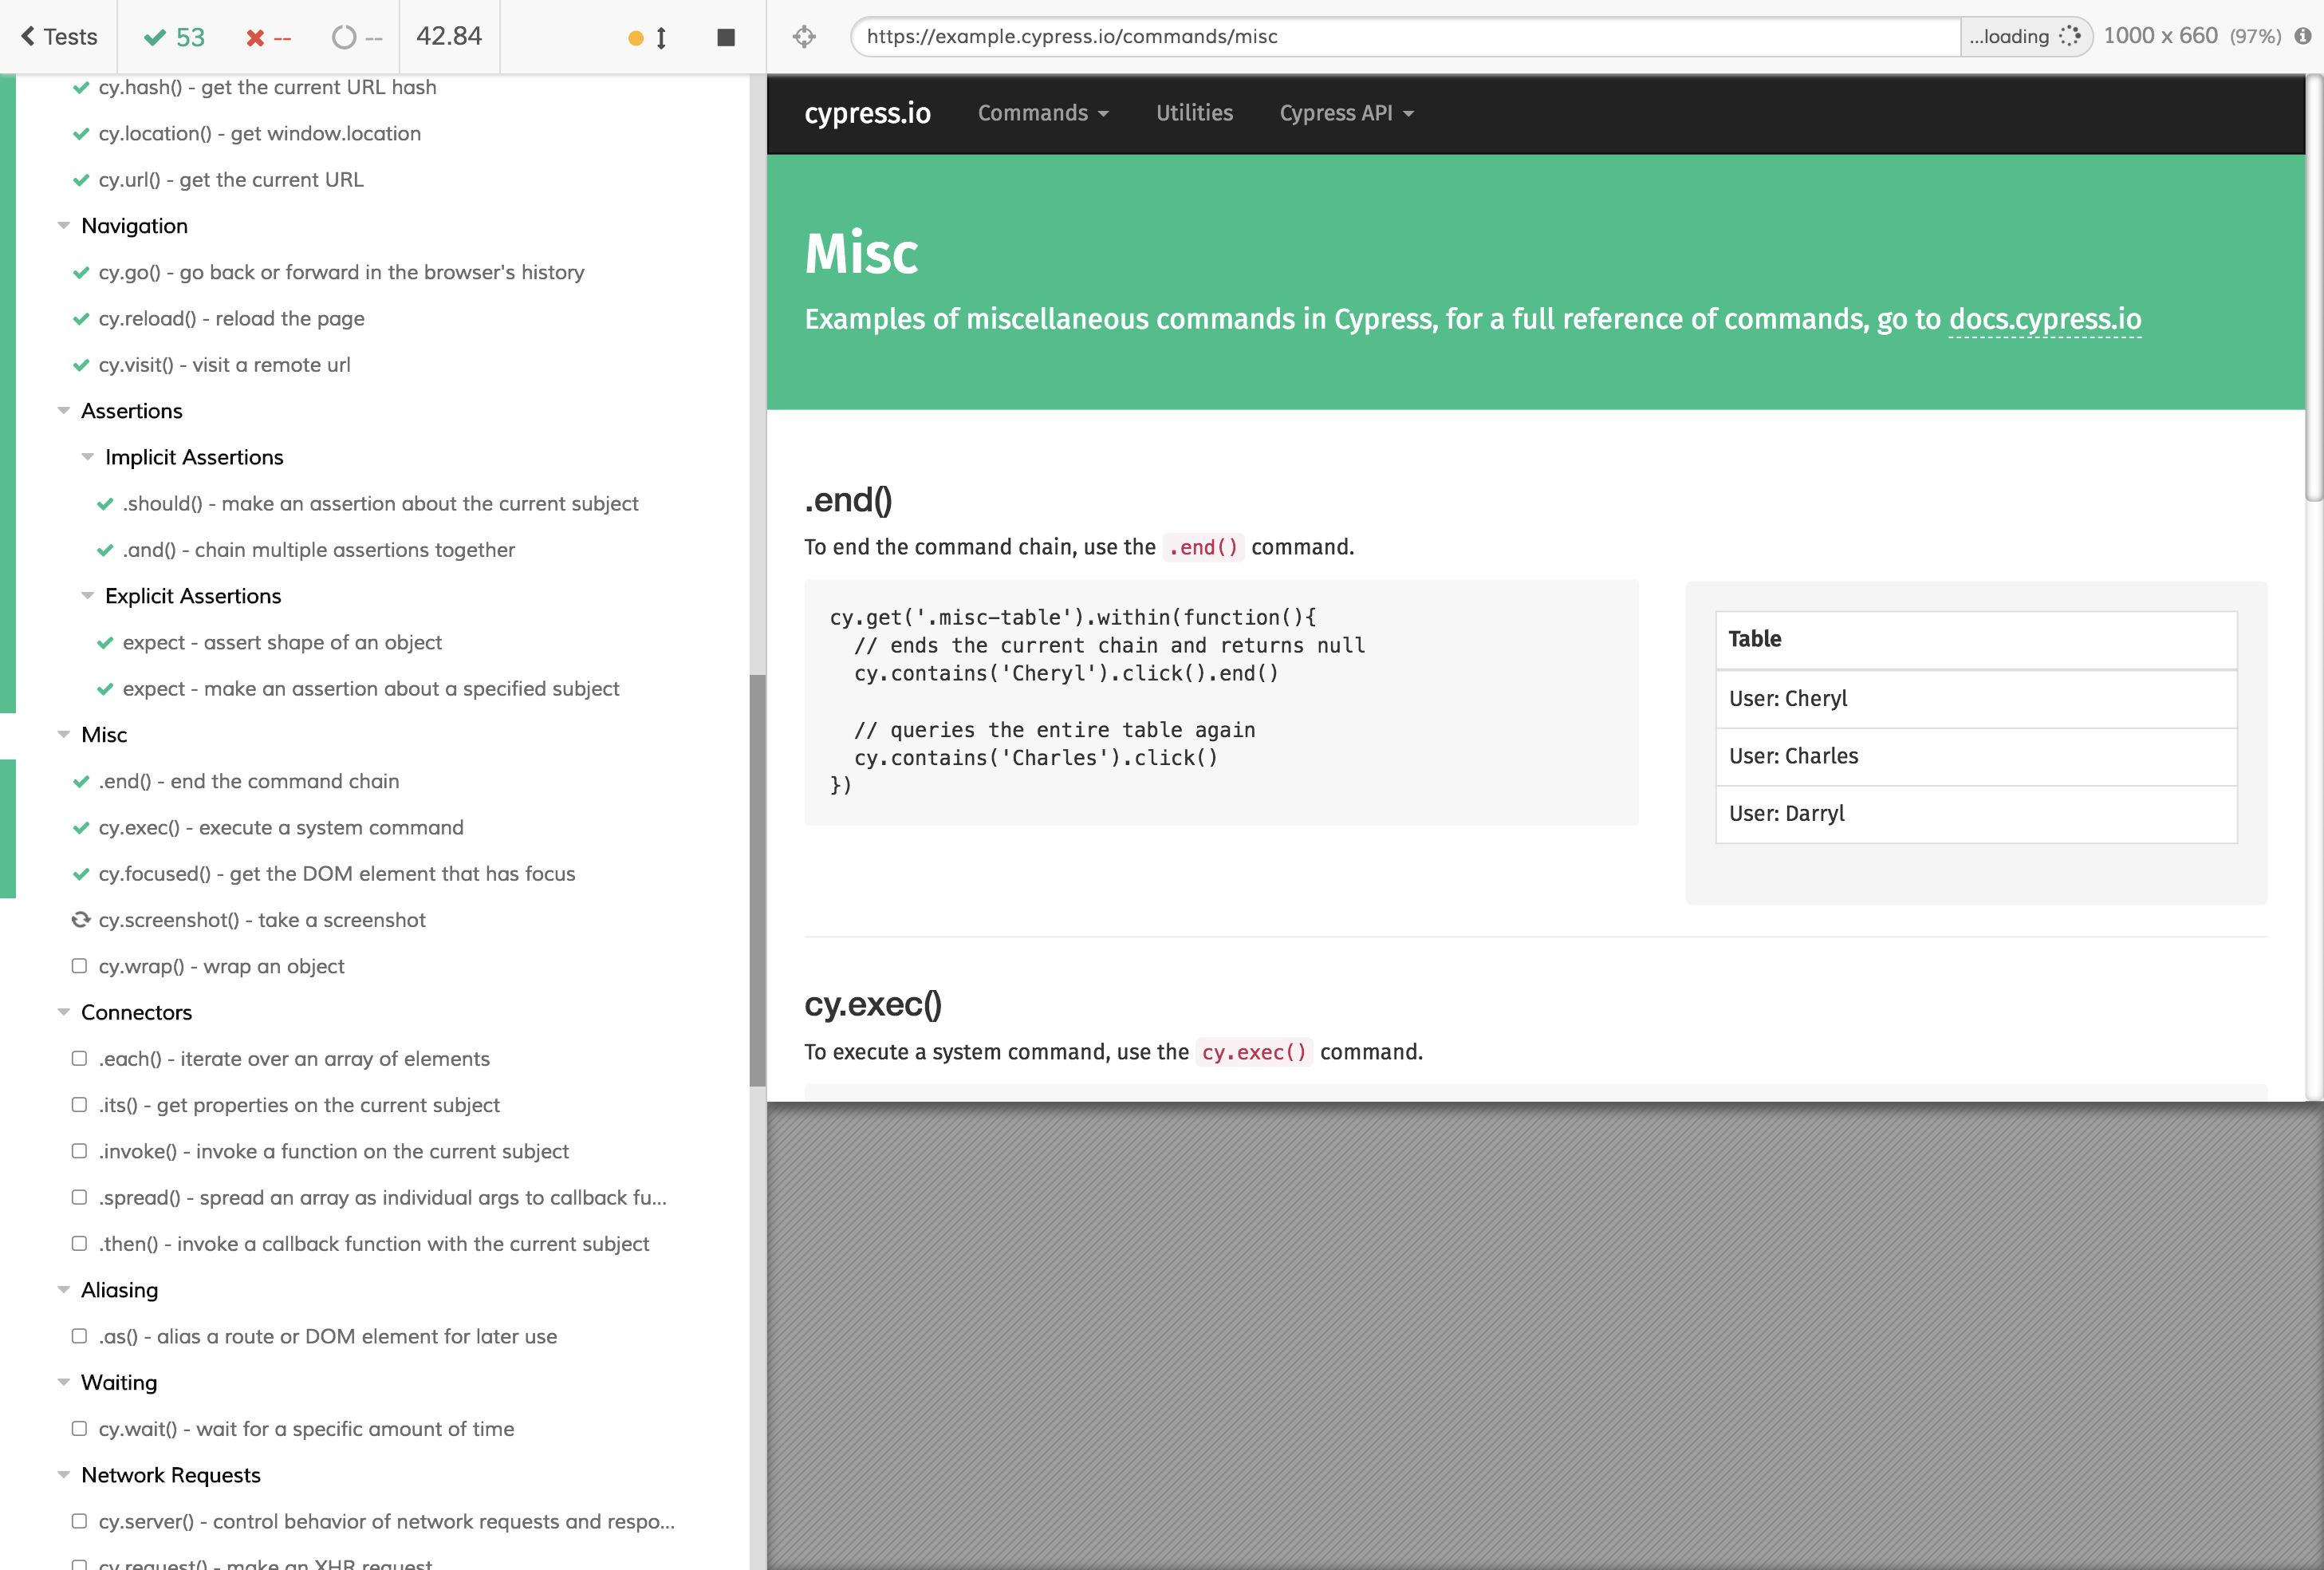 Tests
53
--
--
42.84
https://example.cypress.io/commands/misc
...loading
1000 x 660 (97%)
cy.hash() - get the current URL hash
cy.location() - get window.location
cy.url() - get the current URL
Navigation
cy.go() - go back or forward in the browser's history
cy.reload() - reload the page
cy.visit() - visit a remote url
Assertions
Implicit Assertions
.should() - make an assertion about the current subject
.and() - chain multiple assertions together
Explicit Assertions
expect - assert shape of an object
expect - make an assertion about a specified subject
Misc
.end() - end the command chain
cy.exec() - execute a system command
cy.focused() - get the DOM element that has focus
cy.screenshot() - take a screenshot
cy.wrap() - wrap an object
Connectors
.each() - iterate over an array of elements
.its() - get properties on the current subject
.invoke() - invoke a function on the current subject
.spread() - spread an array as individual args to callback fu...
.then() - invoke a callback function with the current subject
Aliasing
.as() - alias a route or DOM element for later use
Waiting
cy.wait() - wait for a specific amount of time
Network Requests
cy.server() - control behavior of network requests and respo...
cy.request() - make an XHR request
cypress.io
Commands
Utilities
Cypress API
Misc
Examples of miscellaneous commands in Cypress, for a full reference of commands, go to docs.cypress.io
.end()
To end the command chain, use the .end() command.
cy.get('.misc-table').within(function(){
// ends the current chain and returns null
cy.contains('Cheryl').click().end()
// queries the entire table again
cy.contains('Charles').click()
})
Table
User: Cheryl
User: Charles
User: Darryl
cy.exec()
To execute a system command, use the cy.exec() command.